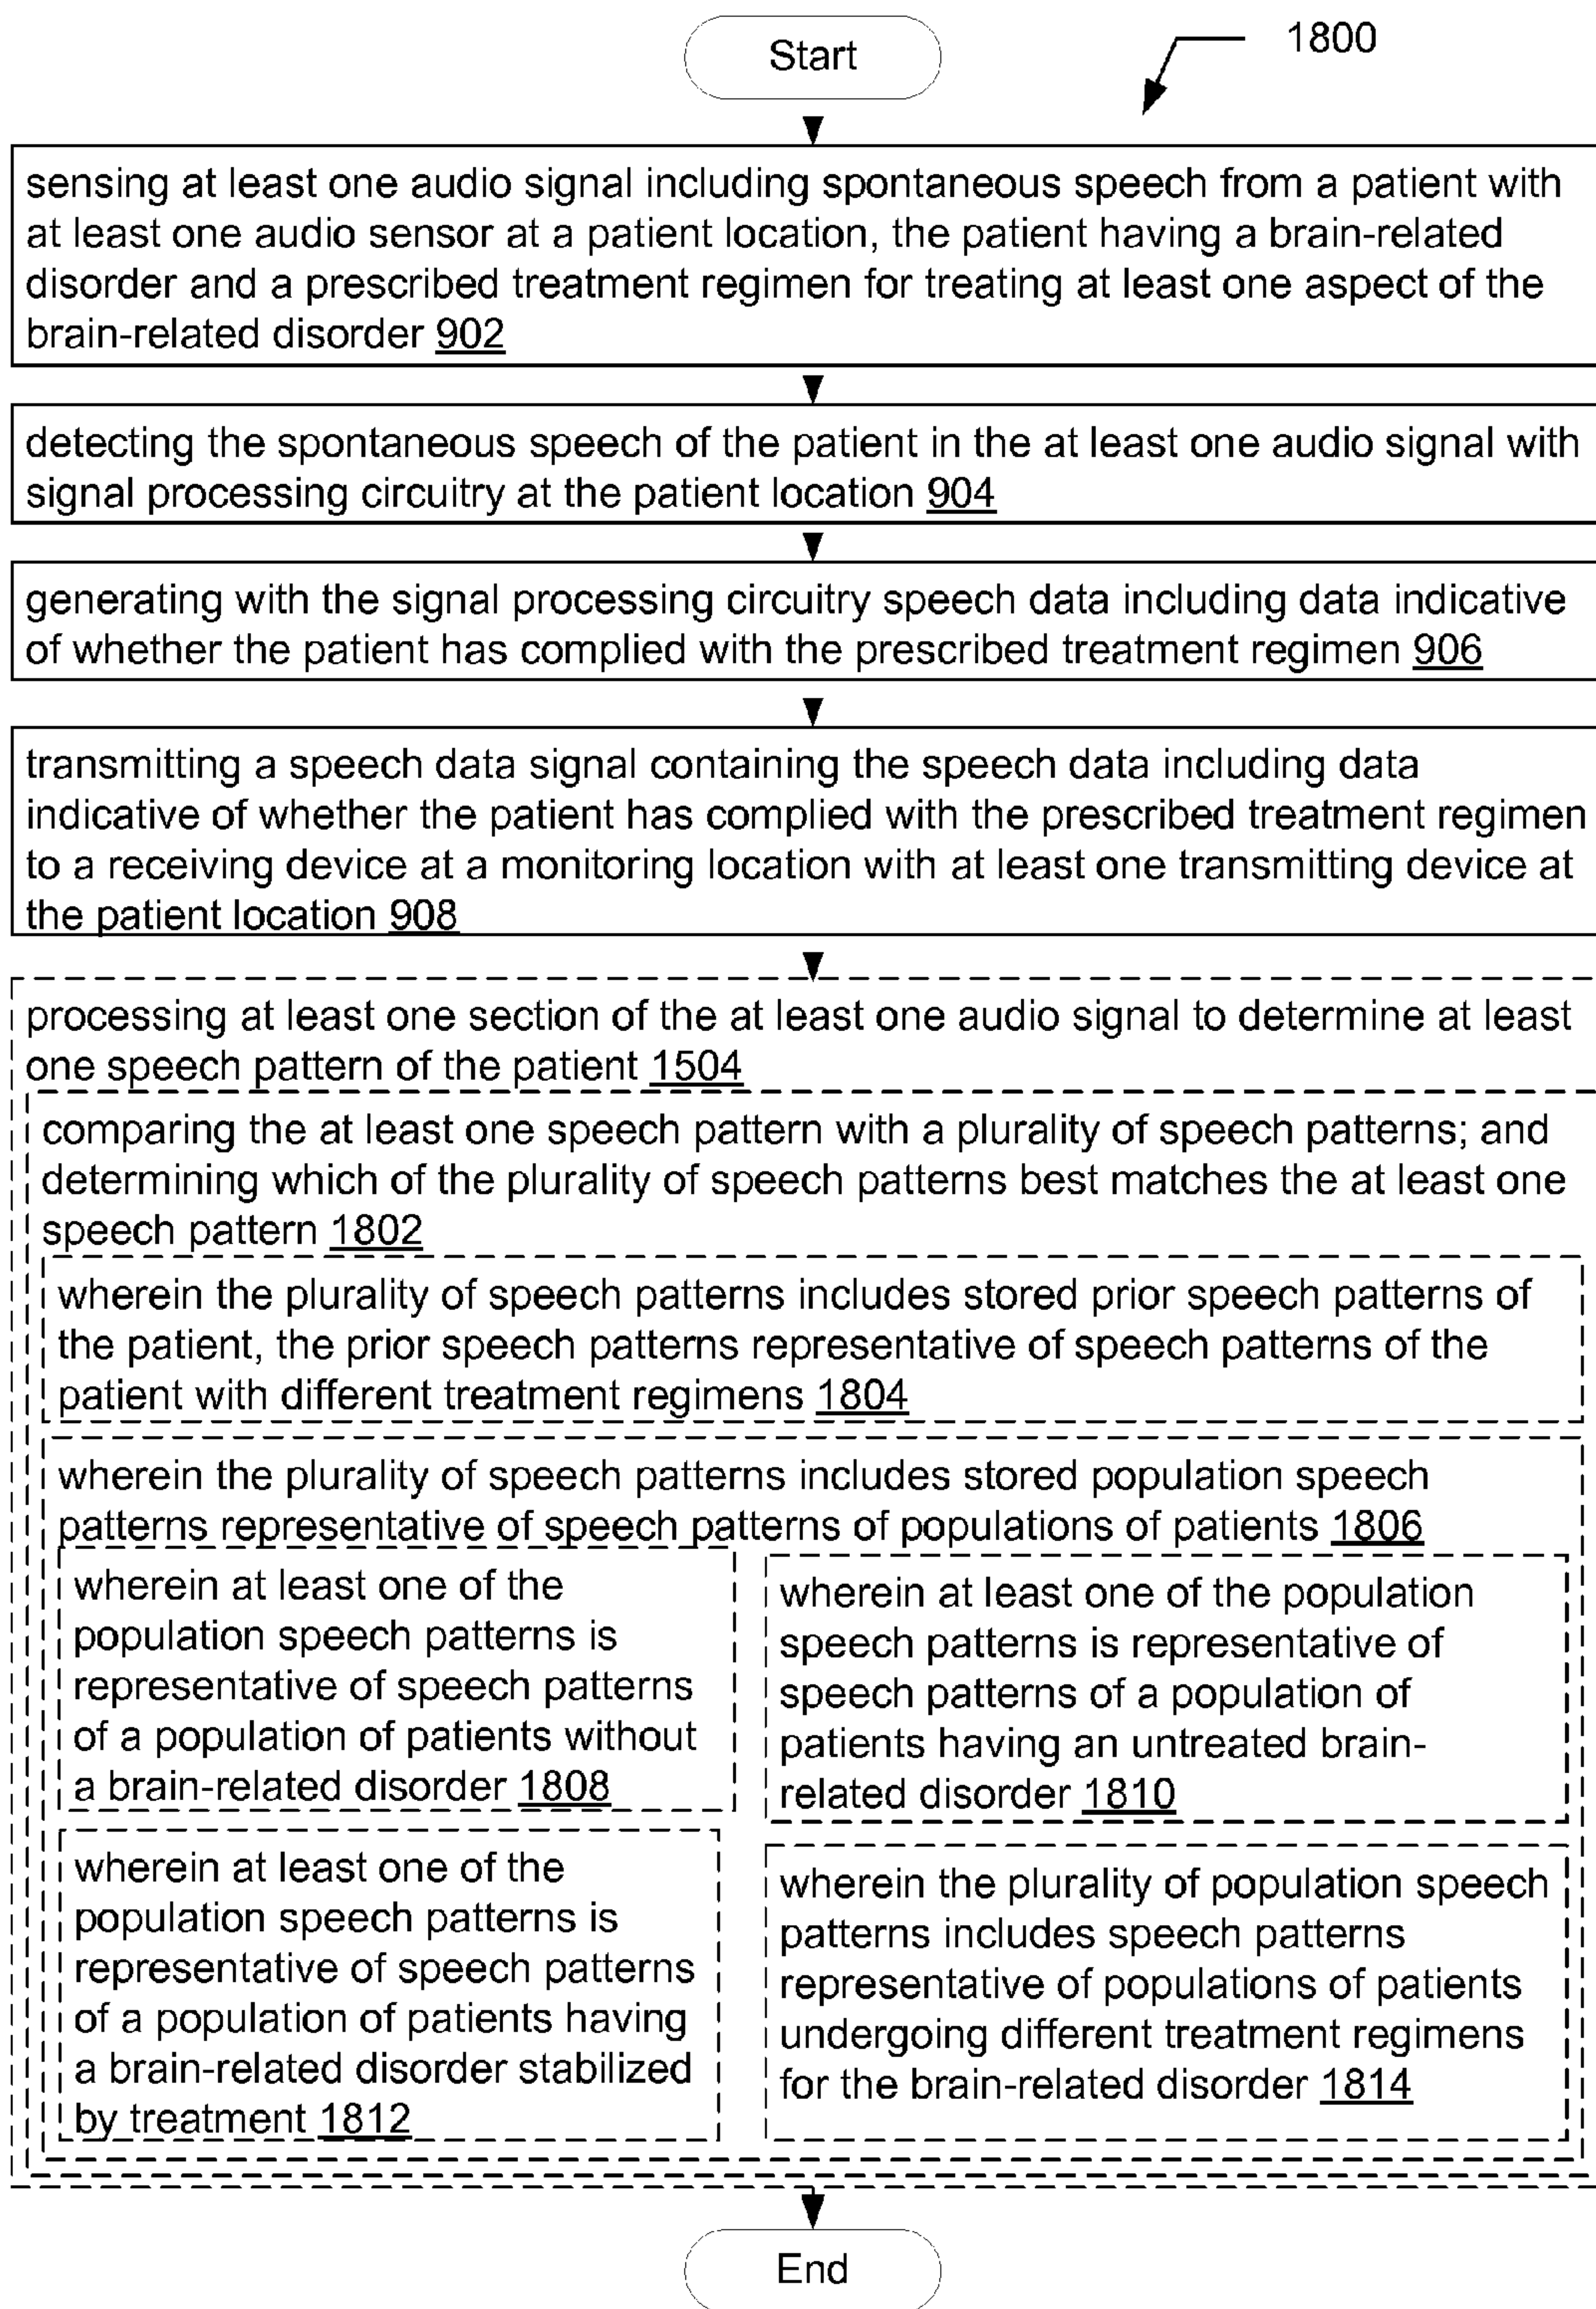 Start
1800
sensing at least one audio signal including spontaneous speech from a patient with
at least one audio sensor at a patient location, the patient having a brain-related
disorder and a prescribed treatment regimen for treating at least one aspect of the
brain-related disorder 902
detecting the spontaneous speech of the patient in the at least one audio signal with
signal processing circuitry at the patient location 904
generating with the signal processing circuitry speech data including data indicative
of whether the patient has complied with the prescribed treatment regimen 906
transmitting a speech data signal containing the speech data including data
indicative of whether the patient has complied with the prescribed treatment regimen
to a receiving device at a monitoring location with at least one transmitting device at
the patient location 908
processing at least one section of the at least one audio signal to determine at least
one speech pattern of the patient 1504
comparing the at least one speech pattern with a plurality of speech patterns; and
determining which of the plurality of speech patterns best matches the at least one
speech pattern 1802
wherein the plurality of speech patterns includes stored prior speech patterns of
the patient, the prior speech patterns representative of speech patterns of the
patient with different treatment regimens 1804
wherein the plurality of speech patterns includes stored population speech
patterns representative of speech patterns of populations of patients 1806
wherein at least one of the
population speech patterns is
representative of speech patterns
of a population of patients without
a brain-related disorder 1808
wherein at least one of the population
speech patterns is representative of
speech patterns of a population of
patients having an untreated brain-
related disorder 1810
wherein at least one of the
population speech patterns is
representative of speech patterns
of a population of patients having
a brain-related disorder stabilized
by treatment 1812
wherein the plurality of population speech
patterns includes speech patterns
representative of populations of patients
undergoing different treatment regimens
for the brain-related disorder 1814
End